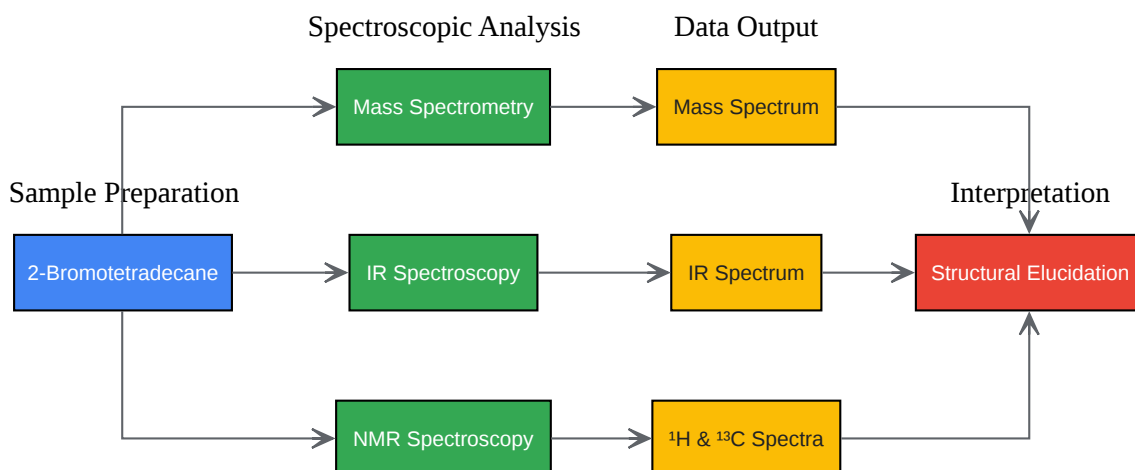 Spectroscopic Analysis
Data Output
Mass Spectrometry
Mass Spectrum
Sample Preparation
Interpretation
2-Bromotetradecane
IR Spectroscopy
IR Spectrum
Structural Elucidation
NMR Spectroscopy
¹H & ¹³C Spectra